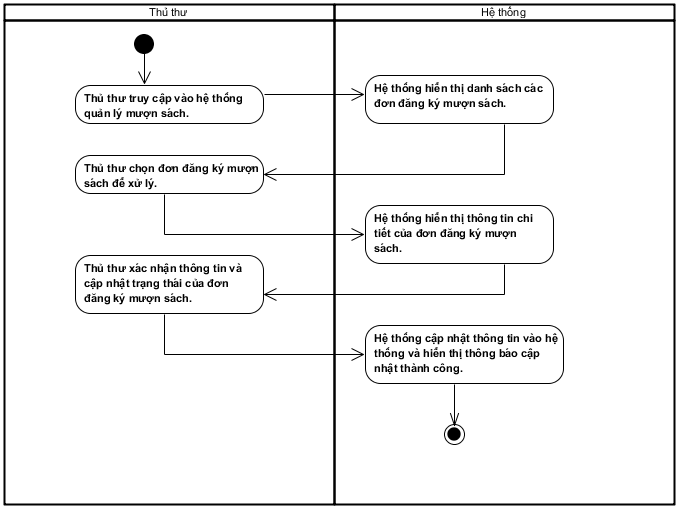 Thủ thư
Hệ thống
Thủ thư truy cập vào hệ thống
quản lý mượn sách.
Hệ thống hiển thị danh sách các
đơn đăng ký mượn sách.
Thủ thư chọn đơn đăng ký mượn
sách để xử lý.
Hệ thống hiển thị thông tin chi
tiết của đơn đăng ký mượn
sách.
Thủ thư xác nhận thông tin và
cập nhật trạng thái của đơn
đăng ký mượn sách.
Hệ thống cập nhật thông tin vào hệ
thống và hiển thị thông báo cập
nhật thành công.